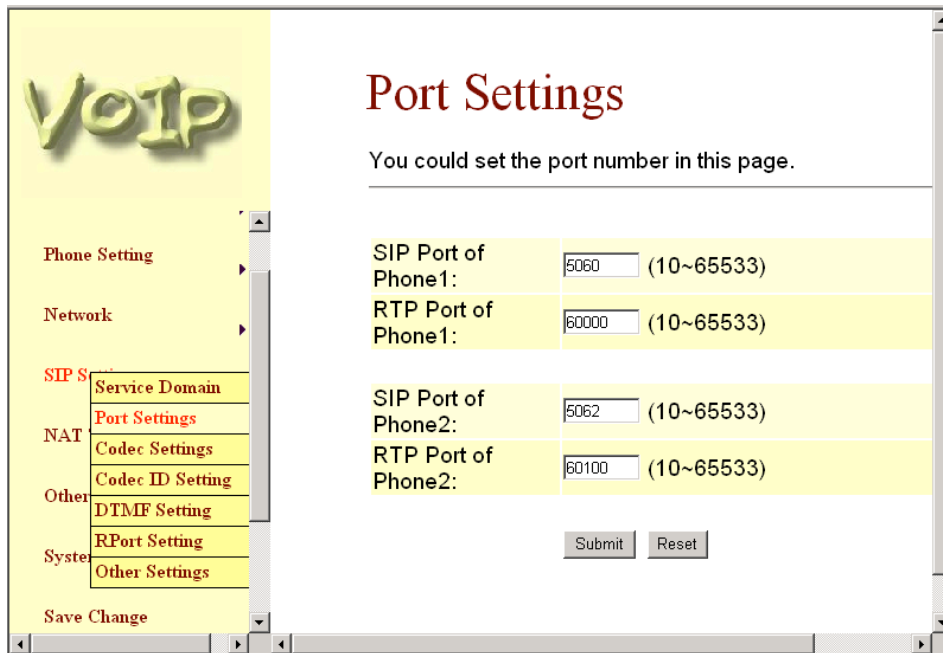 VoIP
Port Settings
You could set the port number in this page.
Phone Setting
Network
SIP S
Service Domain
Port Settings
Codec Settings
Codec ID Setting
DTMF Setting
RPort Setting
Other Settings
NAT
Other
System
Save Change
SIP Port of
Phone1:
5060 (10~65533)
RTP Port of
Phone1:
60000 (10~65533)
SIP Port of
Phone2:
5062 (10~65533)
RTP Port of
Phone2:
60100 (10~65533)
Submit Reset